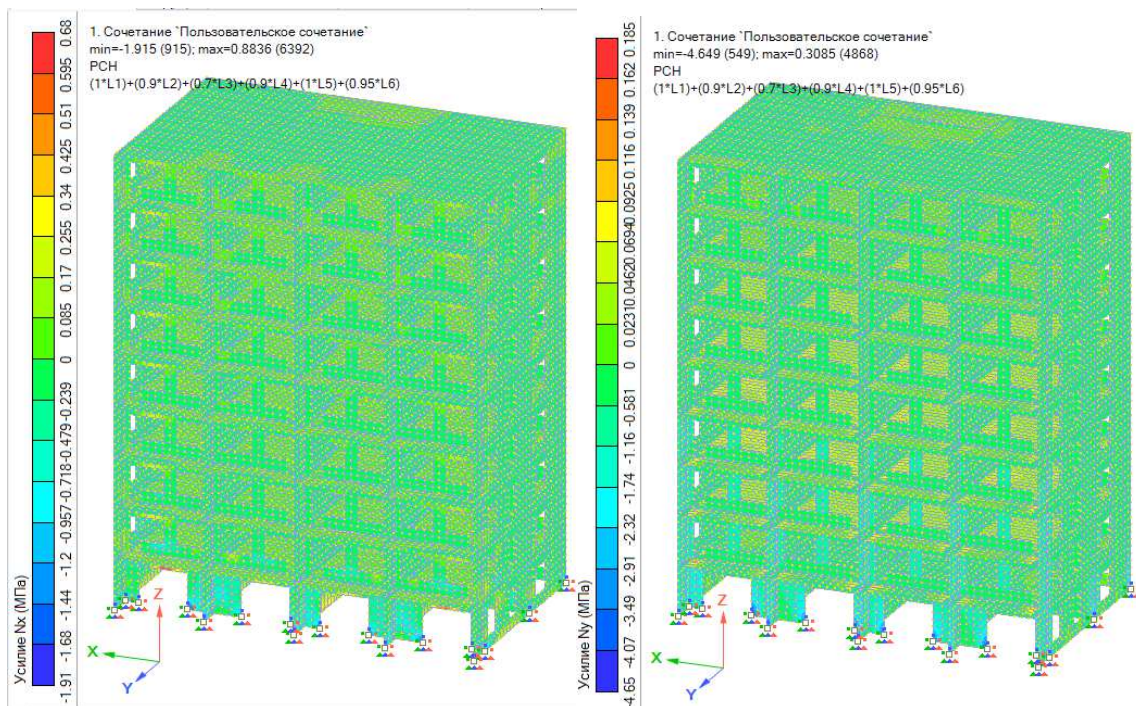 1. Сочетание `Пользовательское сочетание`
min=-1.915 (915); max=0.8836 (6392)
РСН
(1*L1)+(0.9*L2)+(0.7*L3)+(0.9*L4)+(1*L5)+(0.95*L6)
Усилие Nx (МПа)
-1.91 -1.68 -1.44 -1.2 -0.957 -0.718 -0.479 -0.239 0 0.085 0.17 0.255 0.34 0.425 0.51 0.595 0.68
Z
X
Y
1. Сочетание `Пользовательское сочетание`
min=-4.649 (549); max=0.3085 (4868)
РСН
(1*L1)+(0.9*L2)+(0.7*L3)+(0.9*L4)+(1*L5)+(0.95*L6)
Усилие Ny (МПа)
-4.65 -4.07 -3.49 -2.91 -2.32 -1.74 -1.16 -0.581 0 0.0231 0.0462 0.0694 0.0925 0.116 0.139 0.162 0.185
Z
X
Y